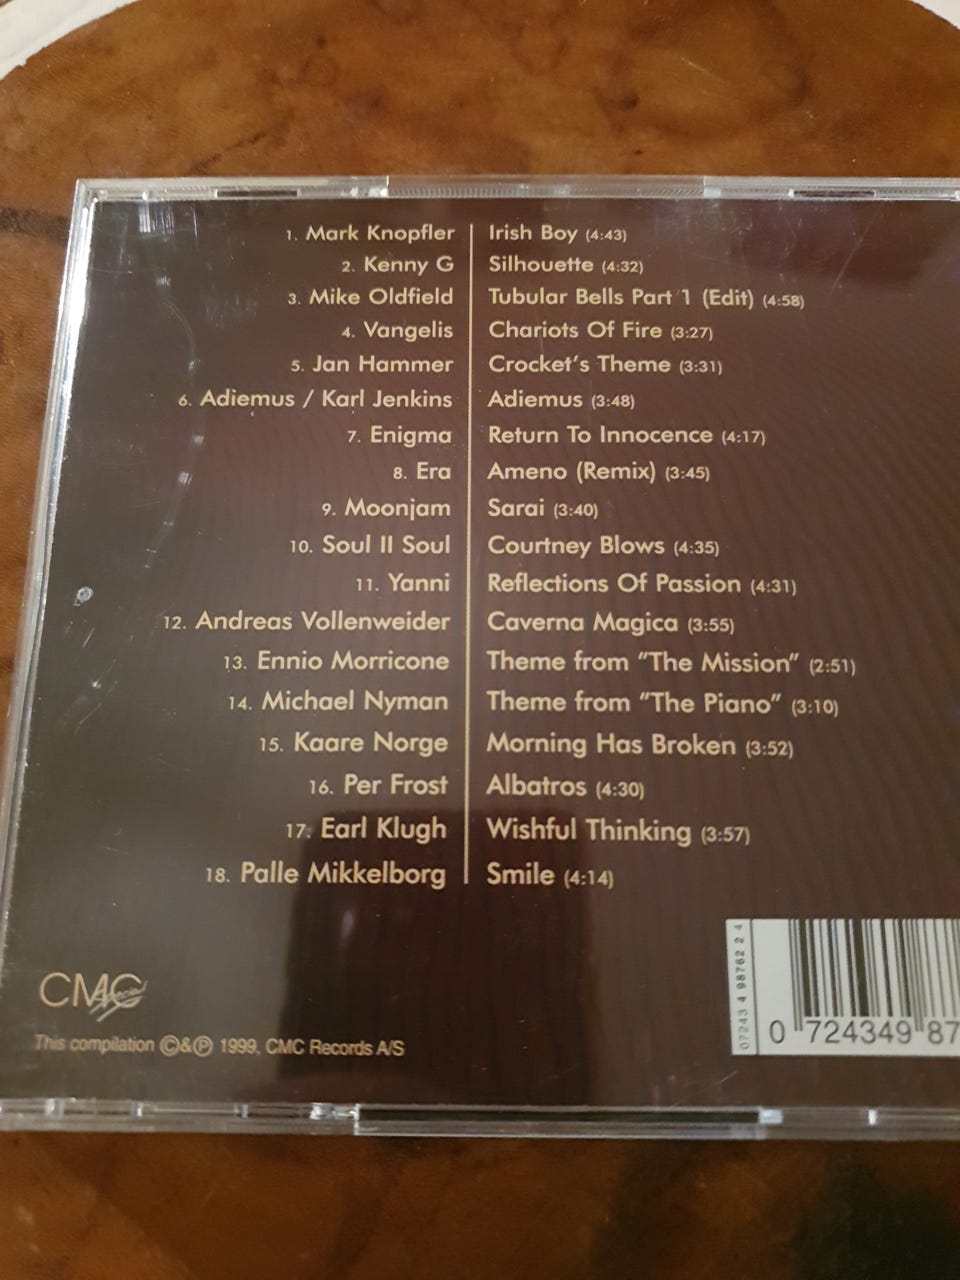 1. Mark Knopfler Irish Boy (4:43)
2. Kenny G Silhouette (4:32)
3. Mike Oldfield Tubular Bells Part 1 (Edit) (4:58)
4. Vangelis Chariots Of Fire (3:27)
5. Jan Hammer Crocket's Theme (3:31)
6. Adiemus / Karl Jenkins Adiemus (3:48)
7. Enigma Return To Innocence (4:17)
8. Era Ameno (Remix) (3:45)
9. Moonjam Sarai (3:40)
10. Soul II Soul Courtney Blows (4:35)
11. Yanni Reflections Of Passion (4:31)
12. Andreas Vollenweider Caverna Magica (3:55)
13. Ennio Morricone Theme from "The Mission" (2:51)
14. Michael Nyman Theme from "The Piano" (3:10)
15. Kaare Norge Morning Has Broken (3:52)
16. Per Frost Albatros (4:30)
17. Earl Klugh Wishful Thinking (3:57)
18. Palle Mikkelborg Smile (4:14)
CMC Special
This compilation ©&℗ 1999, CMC Records A/S
07243 4 98762 2 4
0 724349 87